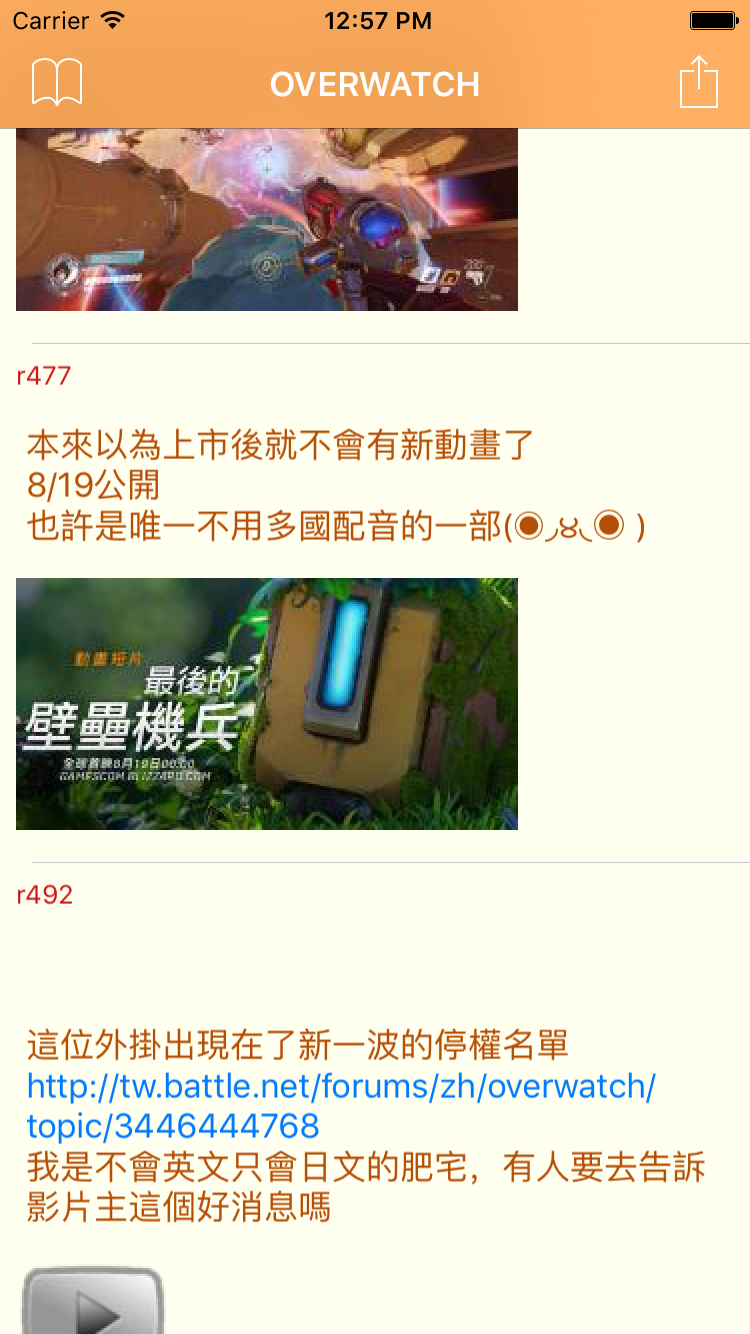 Carrier
12:57 PM
OVERWATCH
r477
本來以為上市後就不會有新動畫了
8/19公開
也許是唯一不用多國配音的一部(◉◞౪◟◉ )
動畫短片
最後的
壁壘機兵
全球首映8月19日00:00
GAMESCOM.BLIZZARD.COM
r492
這位外掛出現在了新一波的停權名單
http://tw.battle.net/forums/zh/overwatch/
topic/3446444768
我是不會英文只會日文的肥宅，有人要去告訴
影片主這個好消息嗎